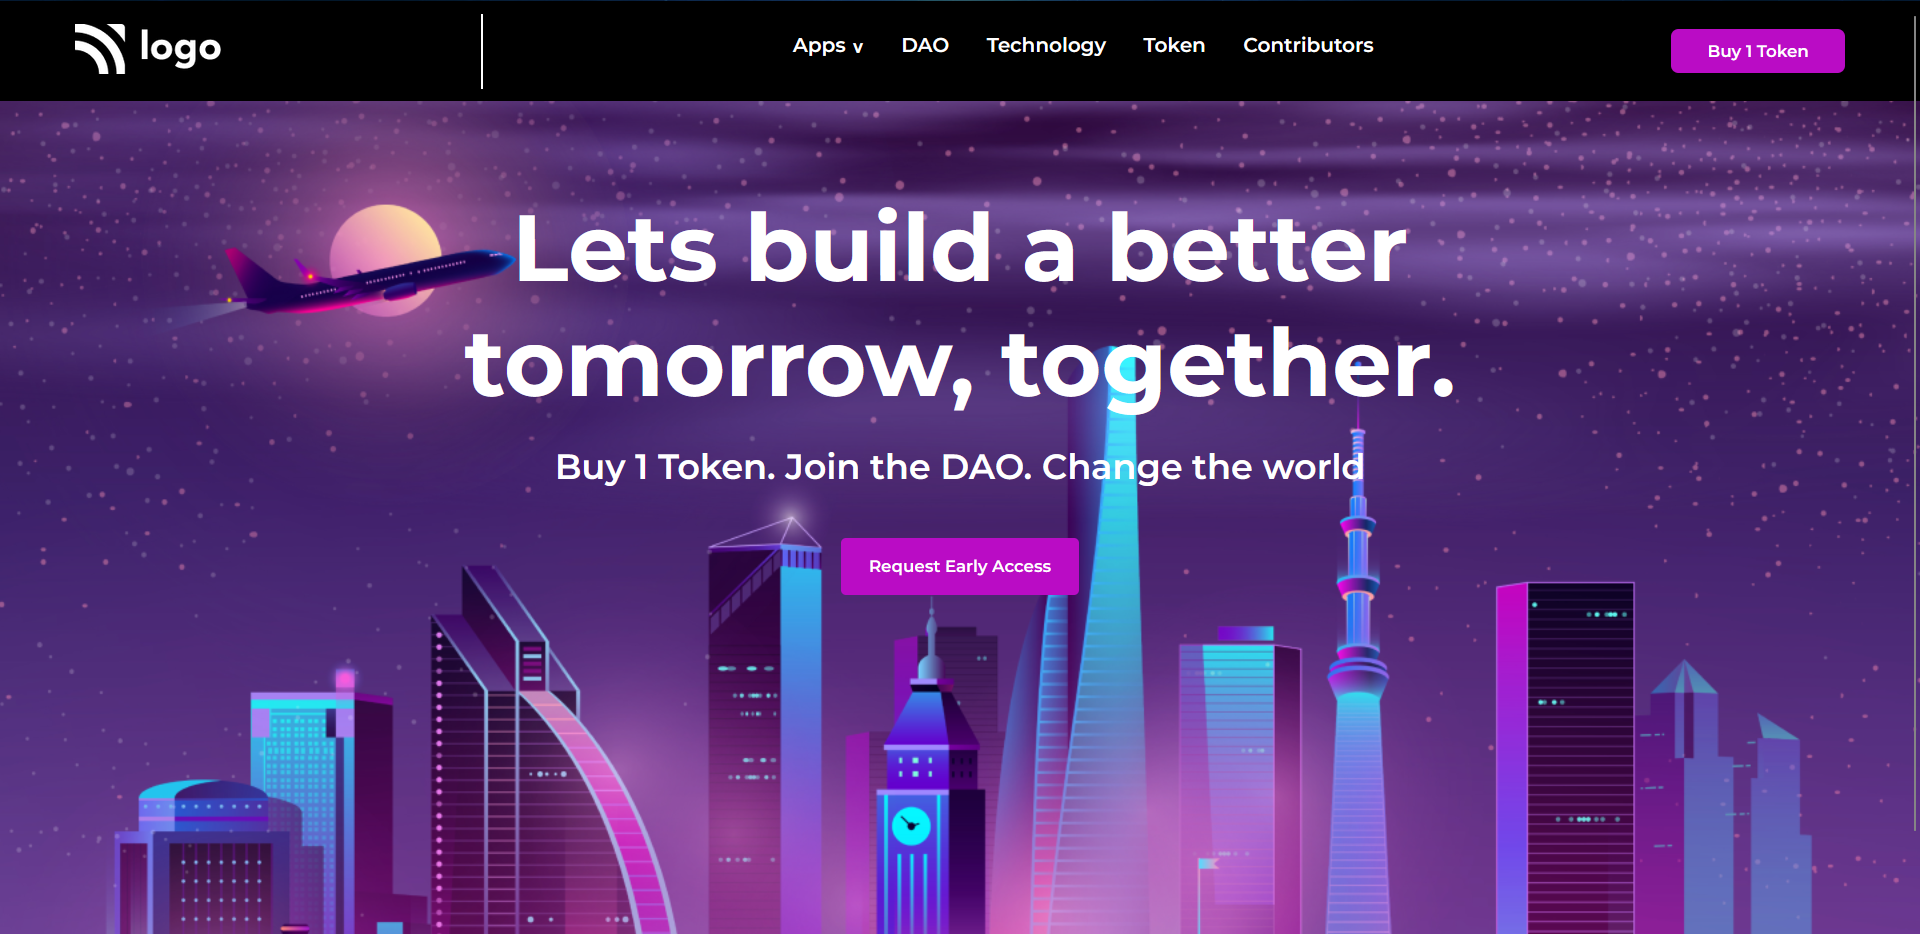 logo
Apps v
DAO
Technology
Token
Contributors
Buy 1 Token
Lets build a better
tomorrow, together.
Buy 1 Token. Join the DAO. Change the world
Request Early Access